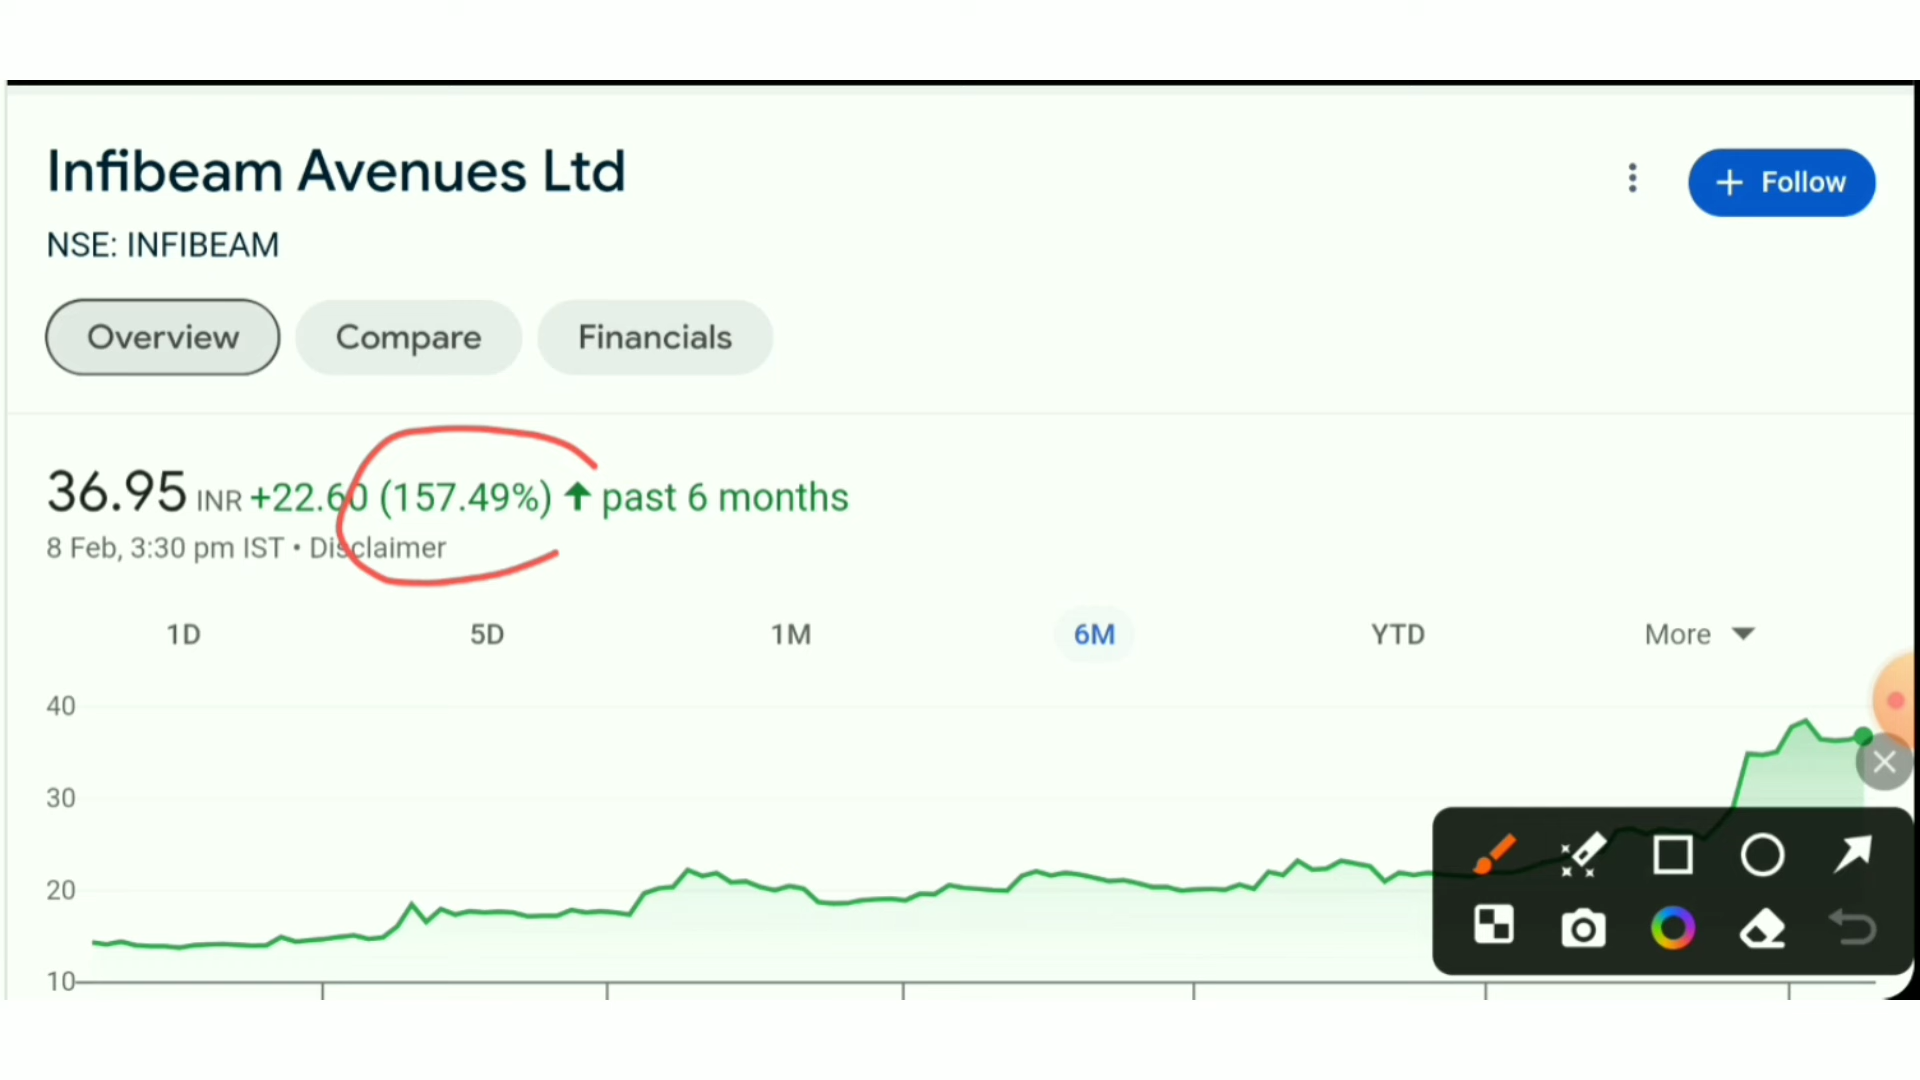 Infibeam Avenues Ltd
+ Follow
NSE: INFIBEAM
Overview Compare Financials
36.95 INR +22.60 (157.49%) ↑ past 6 months
8 Feb, 3:30 pm IST • Disclaimer
1D 5D 1M 6M YTD More
40
30
20
10